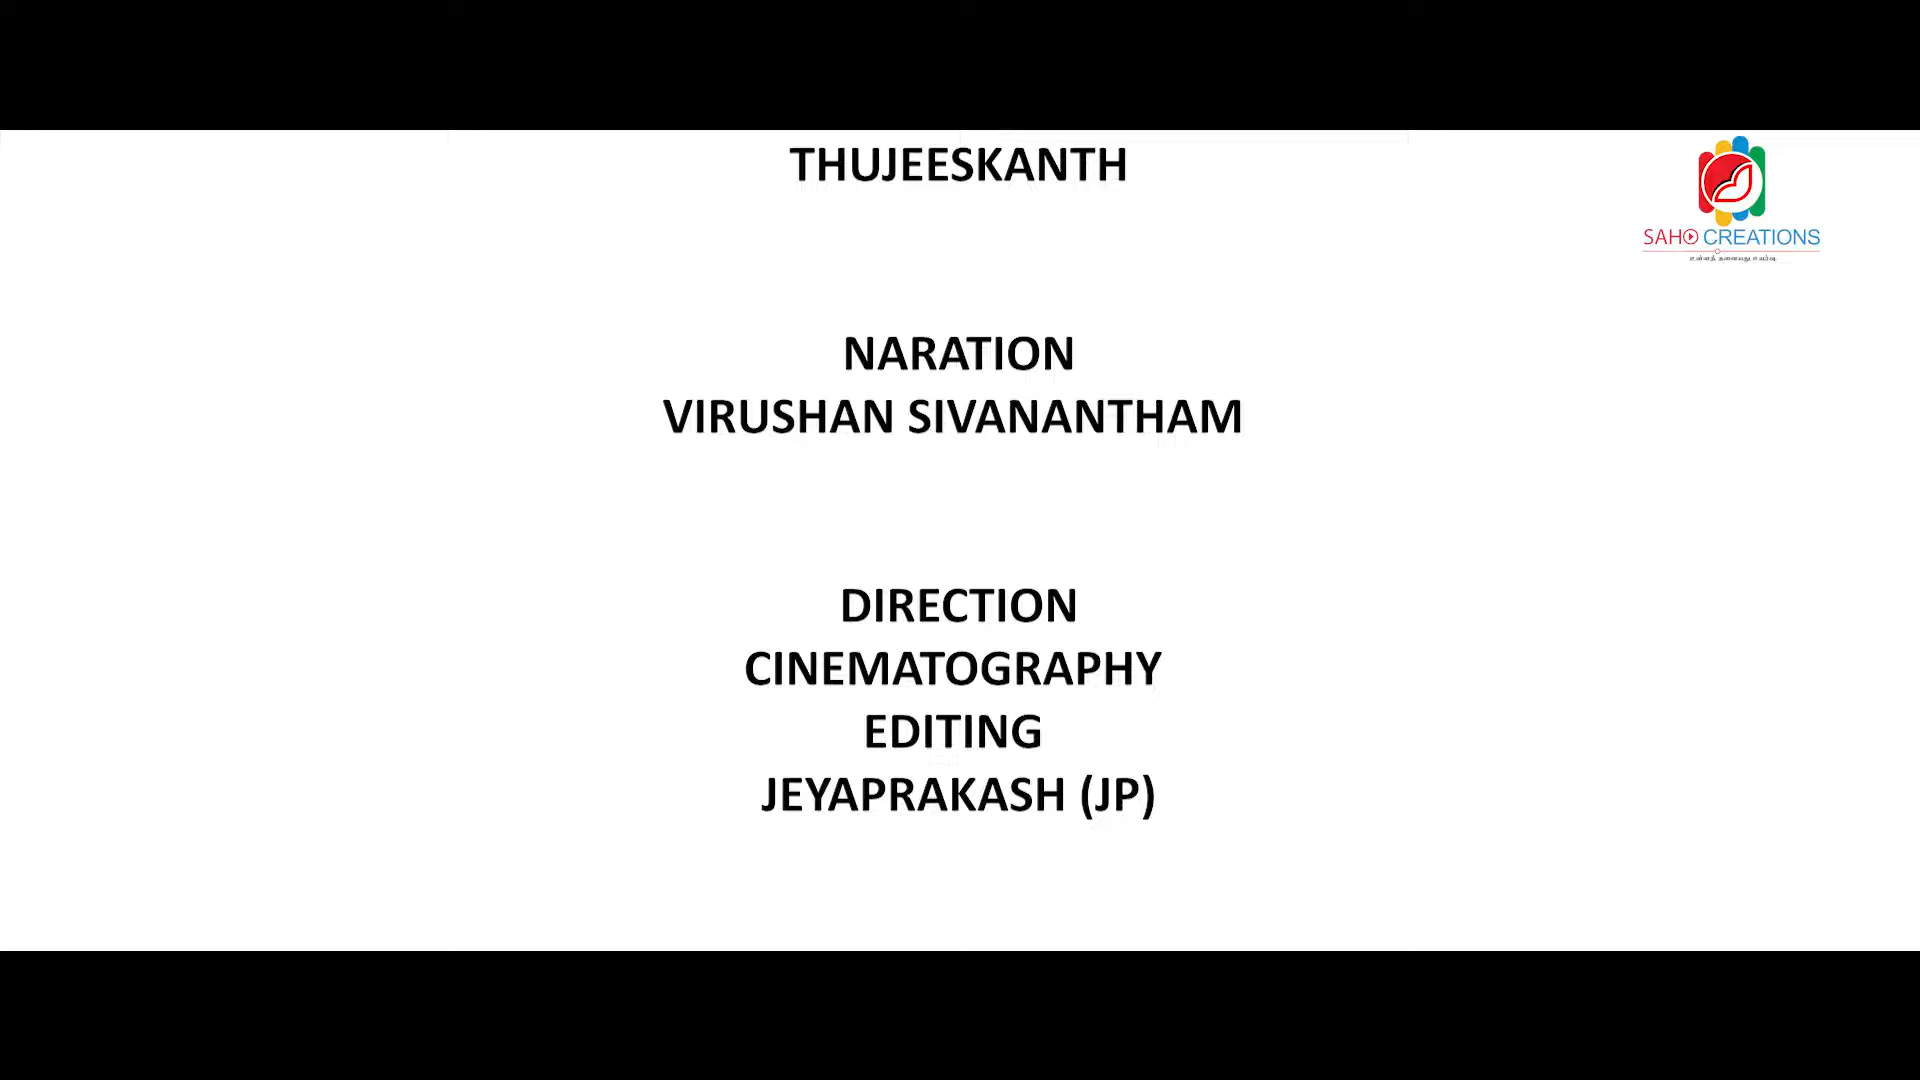 THUJEESKANTH
SAHO CREATIONS
NARATION
VIRUSHAN SIVANANTHAM
DIRECTION
CINEMATOGRAPHY
EDITING
JEYAPRAKASH (JP)